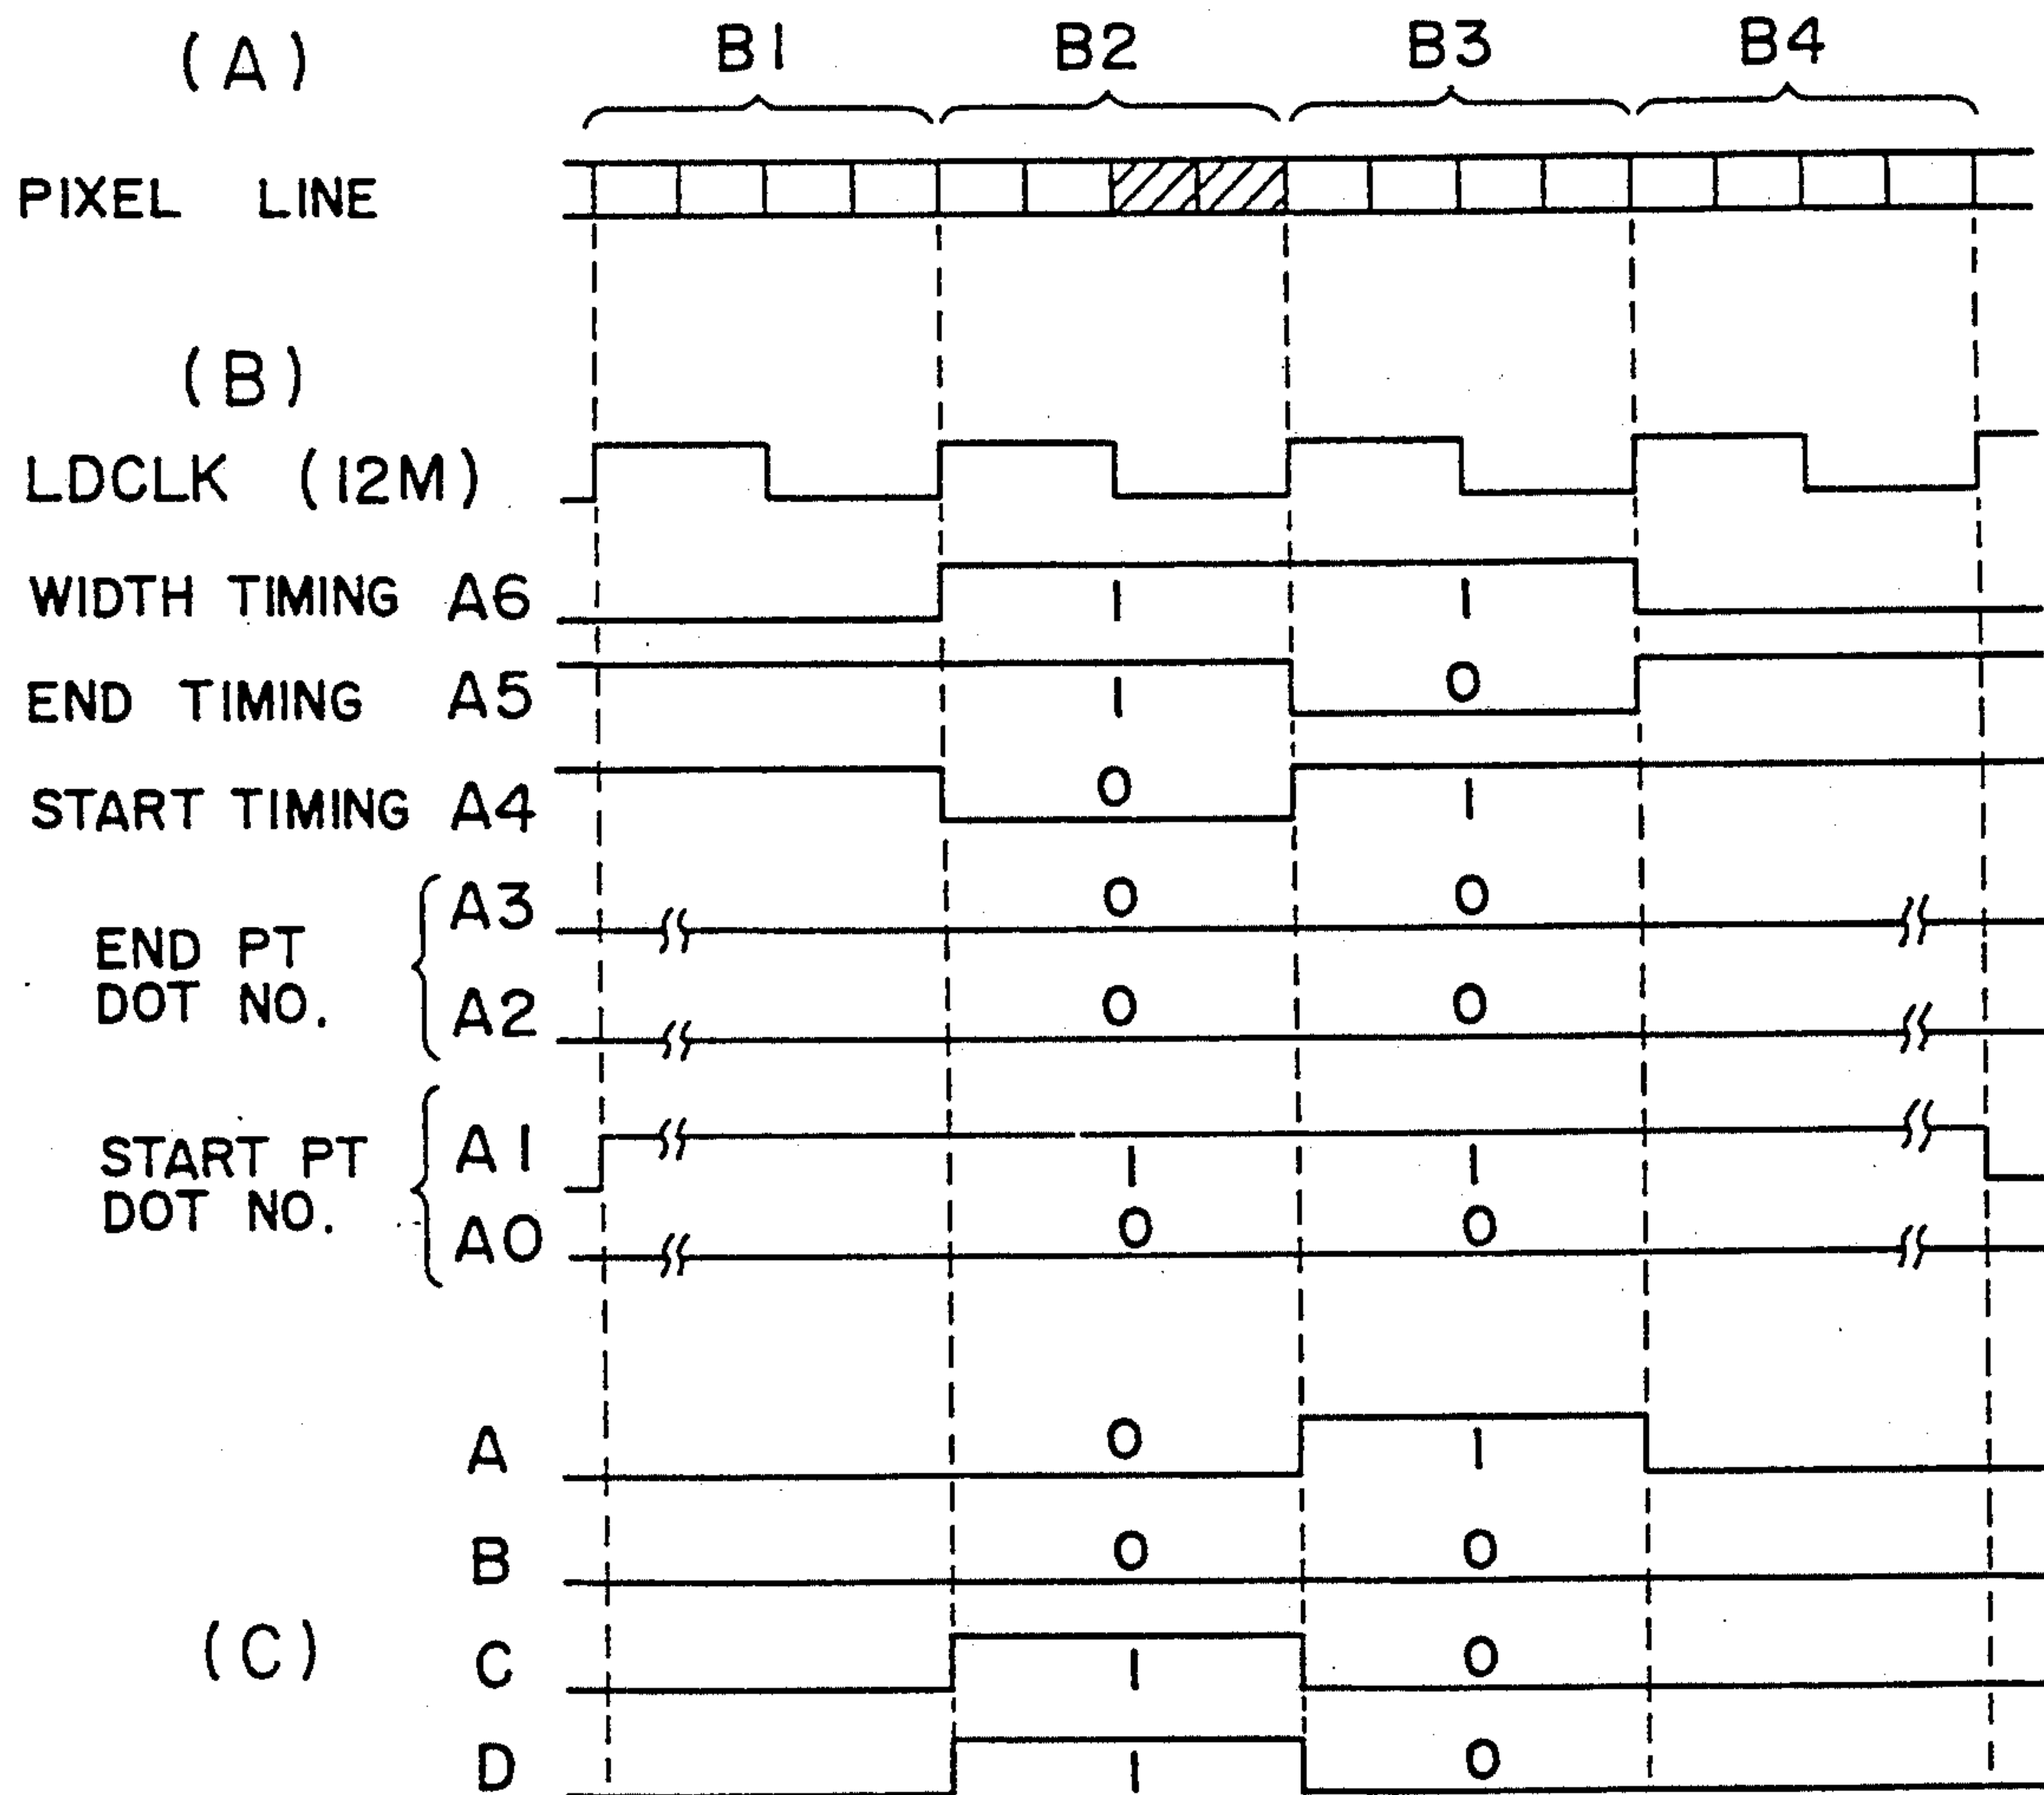 (A) B1 B2 B3 B4
PIXEL LINE
(B)
LDCLK (12M)
WIDTH TIMING A6 1 1
END TIMING A5 1 0
START TIMING A4 0 1
END PT DOT NO.
A3 0 0
A2 0 0
START PT DOT NO.
A1 1 1
A0 0 0
A 0 1
B 0 0
(C)
C 1 0
D 1 0